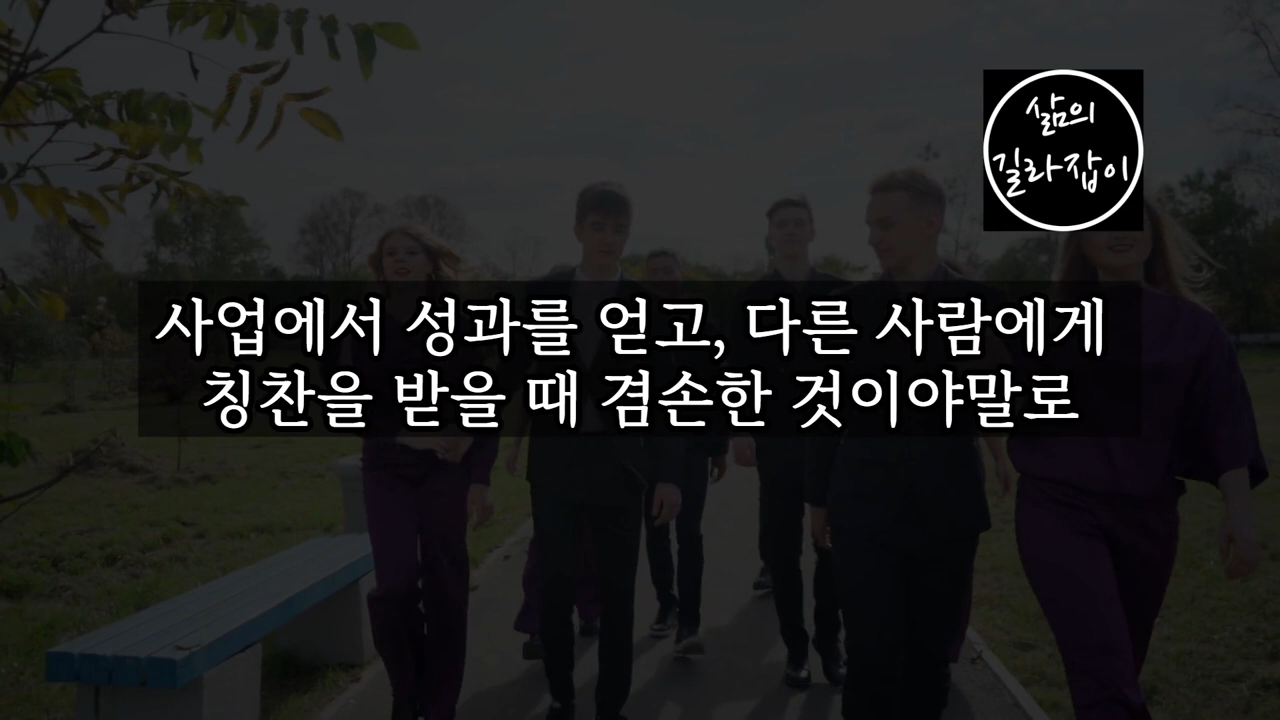 삶의
길라잡이
사업에서 성과를 얻고, 다른 사람에게
칭찬을 받을 때 겸손한 것이야말로